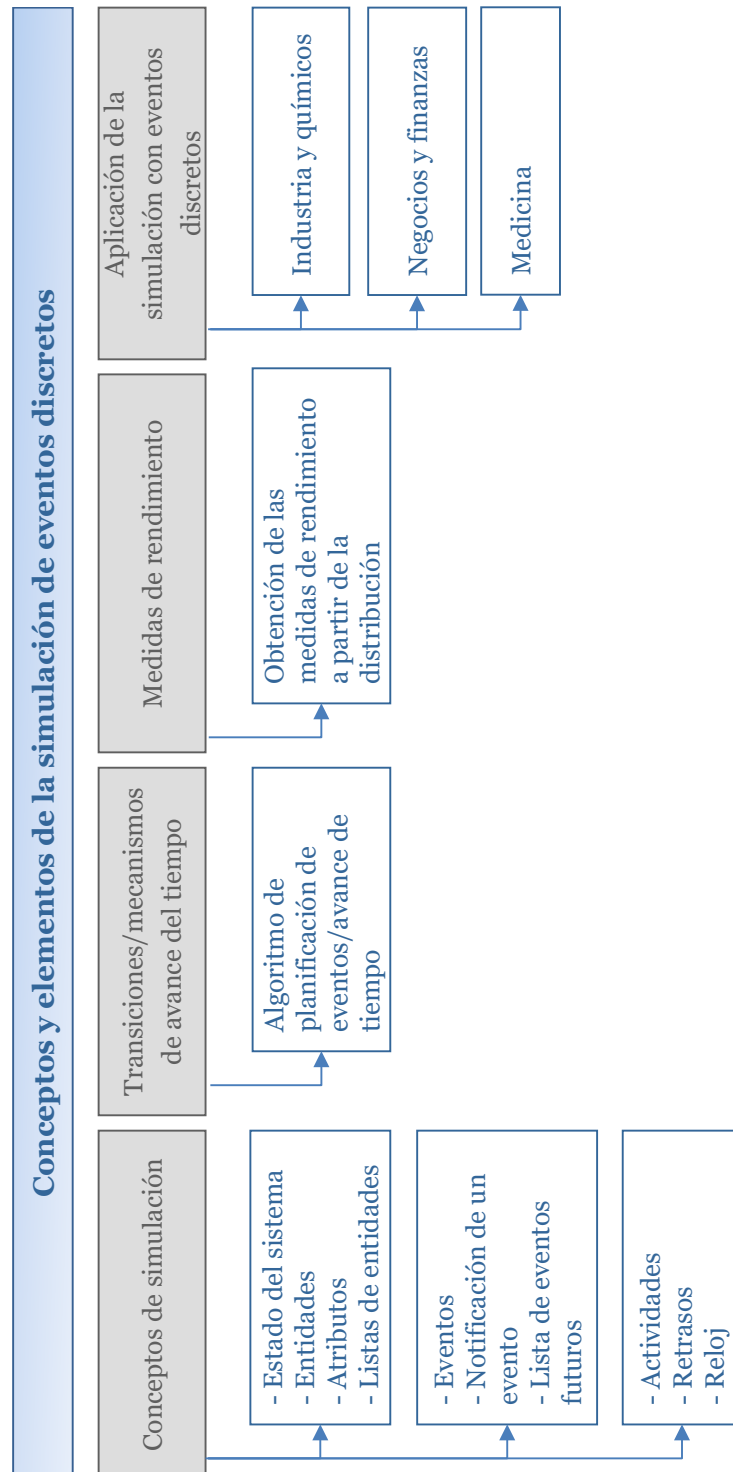 Conceptos y elementos de la simulación de eventos discretos
Conceptos de simulación
- Estado del sistema
- Entidades
- Atributos
- Listas de entidades
- Eventos
- Notificación de un
evento
- Lista de eventos
futuros
- Actividades
- Retrasos
- Reloj
Transiciones/mecanismos
de avance del tiempo
Algoritmo de
planificación de
eventos/avance de
tiempo
Medidas de rendimiento
Obtención de las
medidas de rendimiento
a partir de la
distribución
Aplicación de la
simulación con eventos
discretos
Industria y químicos
Negocios y finanzas
Medicina